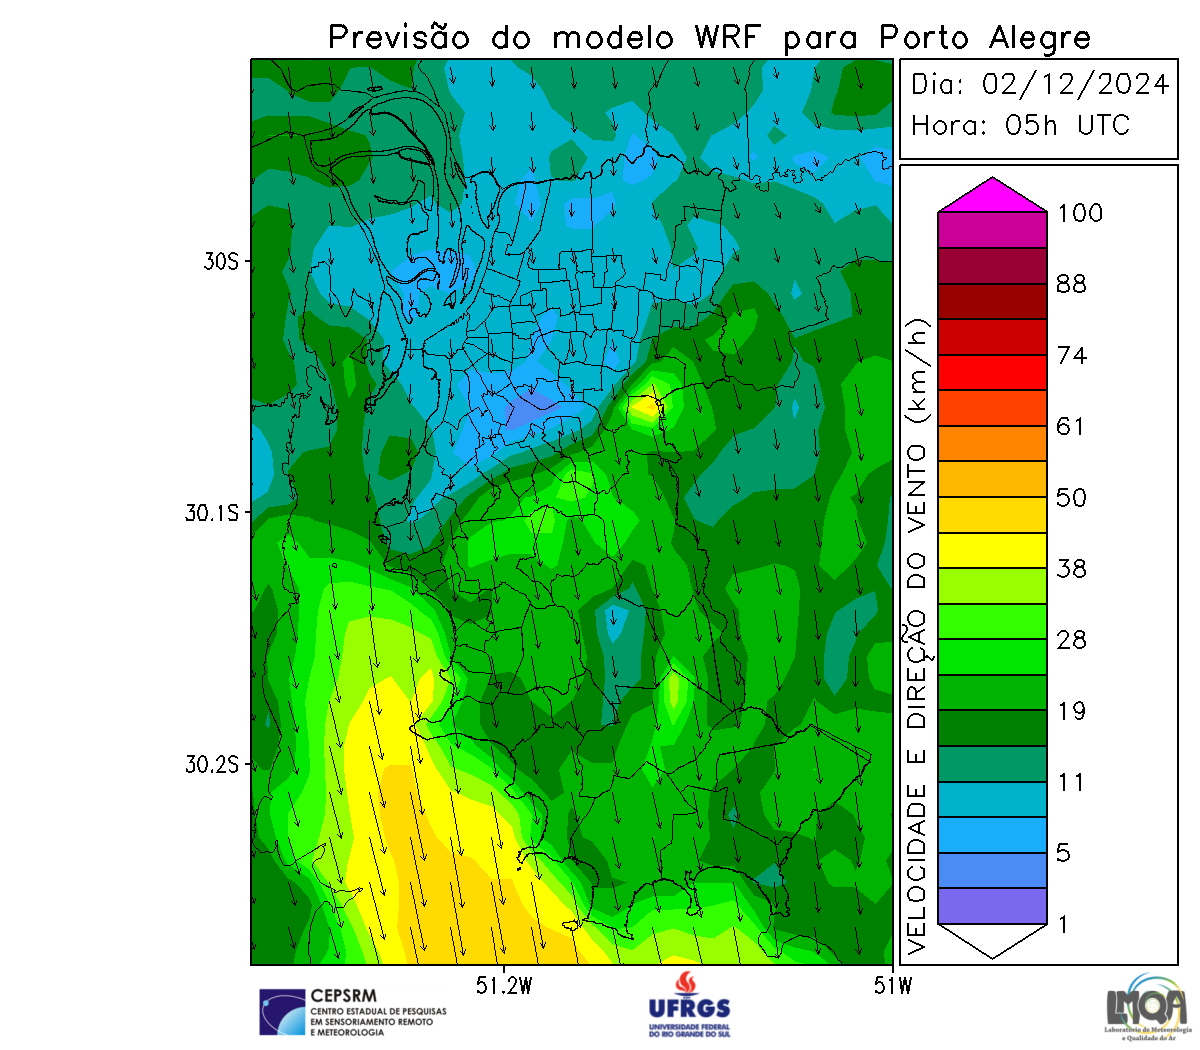 Previsão do modelo WRF para Porto Alegre
Dia: 02/12/2024
Hora: 05h UTC
30S
30.1S
30.2S
51.2W
51W
VELOCIDADE E DIREÇÃO DO VENTO (km/h)
100
88
74
61
50
38
28
19
11
5
1
CEPSRM
CENTRO ESTADUAL DE PESQUISAS
EM SENSORIAMENTO REMOTO
E METEOROLOGIA
UFRGS
UNIVERSIDADE FEDERAL
DO RIO GRANDE DO SUL
LMQA
Laboratório de Meteorologia
e Qualidade do Ar